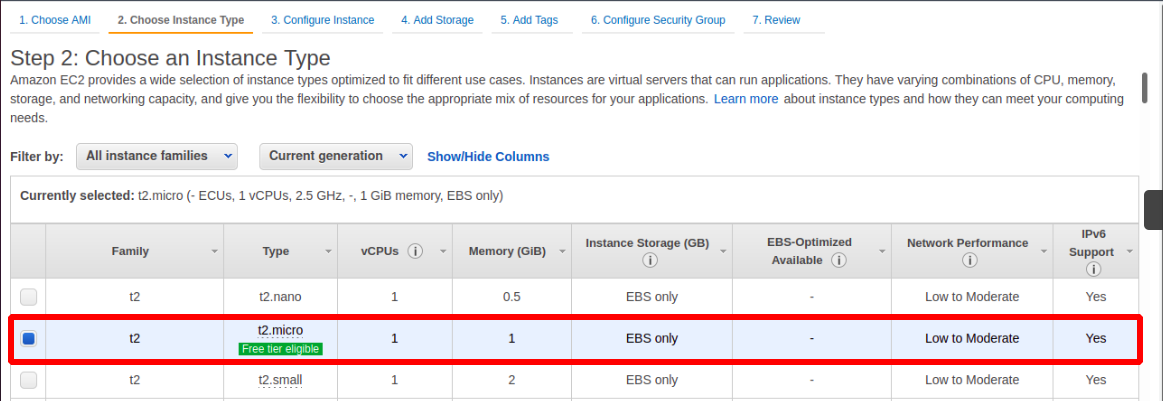 1. Choose AMI 2. Choose Instance Type 3. Configure Instance 4. Add Storage 5. Add Tags 6. Configure Security Group 7. Review
Step 2: Choose an Instance Type
Amazon EC2 provides a wide selection of instance types optimized to fit different use cases. Instances are virtual servers that can run applications. They have varying combinations of CPU, memory,
storage, and networking capacity, and give you the flexibility to choose the appropriate mix of resources for your applications. Learn more about instance types and how they can meet your computing
needs.
Filter by: All instance families Current generation Show/Hide Columns
Currently selected: t2.micro (- ECUs, 1 vCPUs, 2.5 GHz, -, 1 GiB memory, EBS only)
Family Type vCPUs i Memory (GiB) Instance Storage (GB) i EBS-Optimized Available i Network Performance i IPv6 Support i
t2 t2.nano 1 0.5 EBS only - Low to Moderate Yes
t2 t2.micro 1 1 EBS only - Low to Moderate Yes
Free tier eligible
t2 t2.small 1 2 EBS only - Low to Moderate Yes